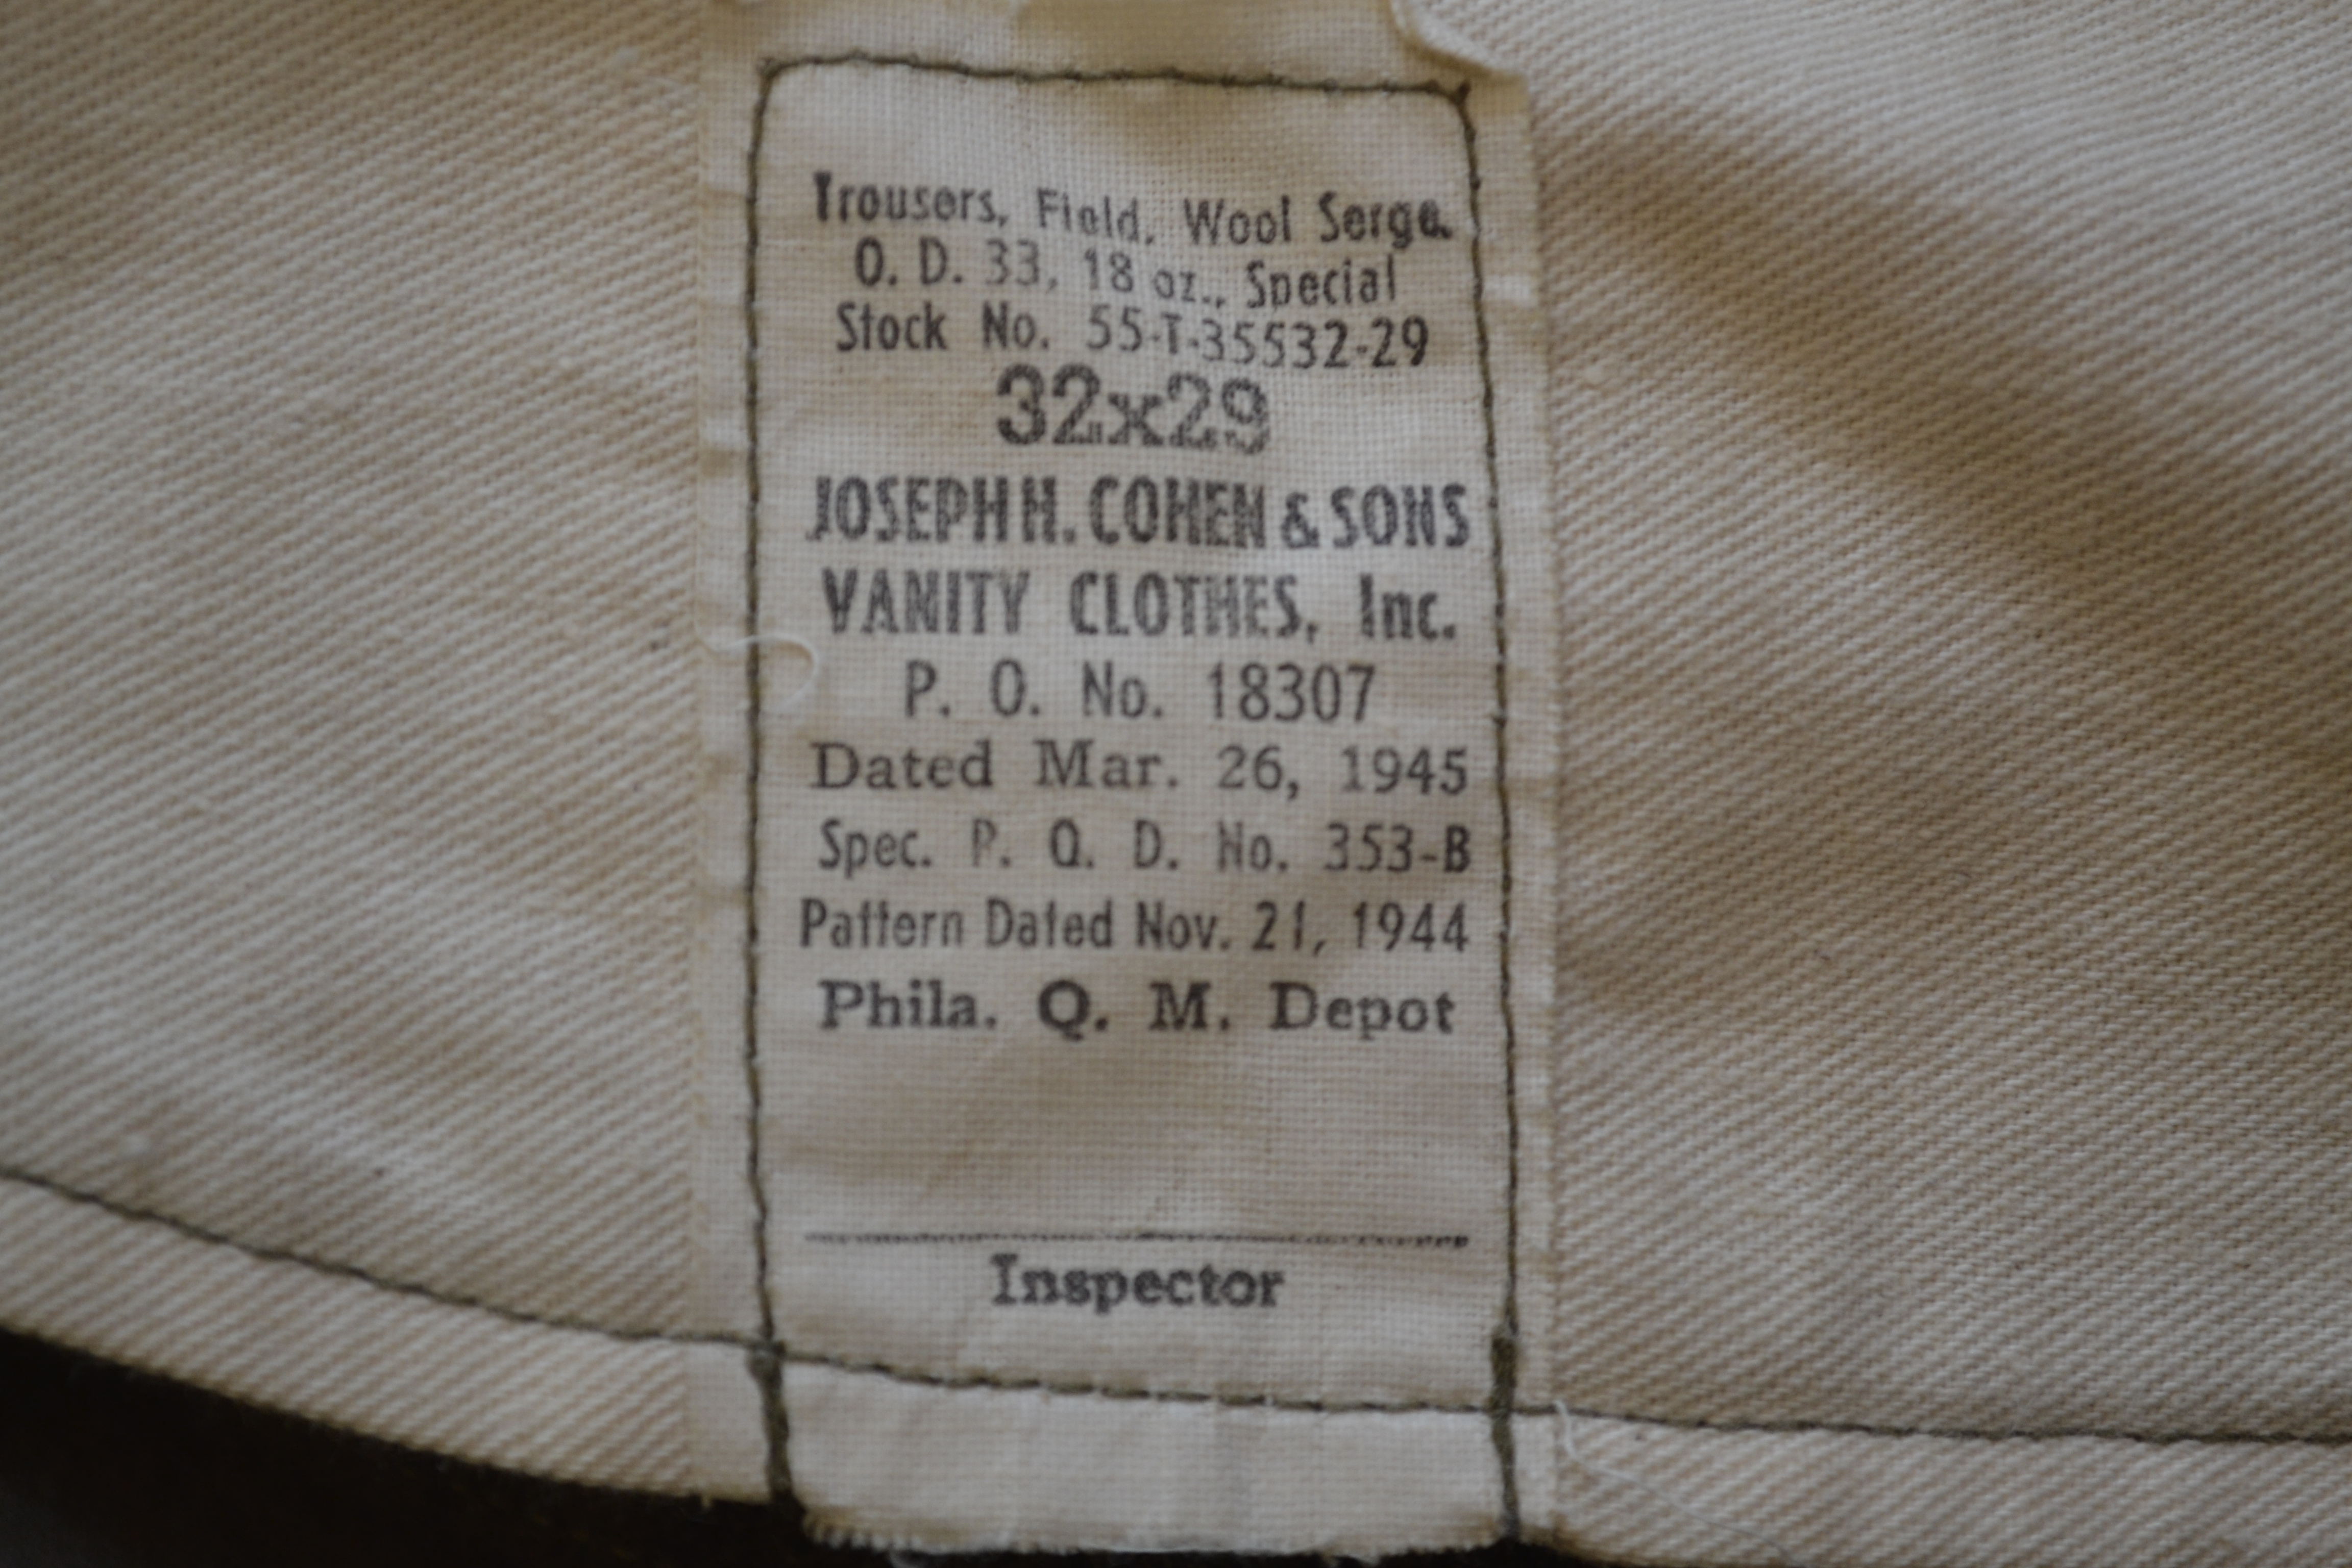 Trousers, Field, Wool Serge.
O. D. 33, 18 oz., Special
Stock No. 55-T-35532-29
32x29
JOSEPH H. COHEN & SONS
VANITY CLOTHES, Inc.
P. O. No. 18307
Dated Mar. 26, 1945
Spec. P. Q. D. No. 353-B
Pattern Dated Nov. 21, 1944
Phila. Q. M. Depot
Inspector